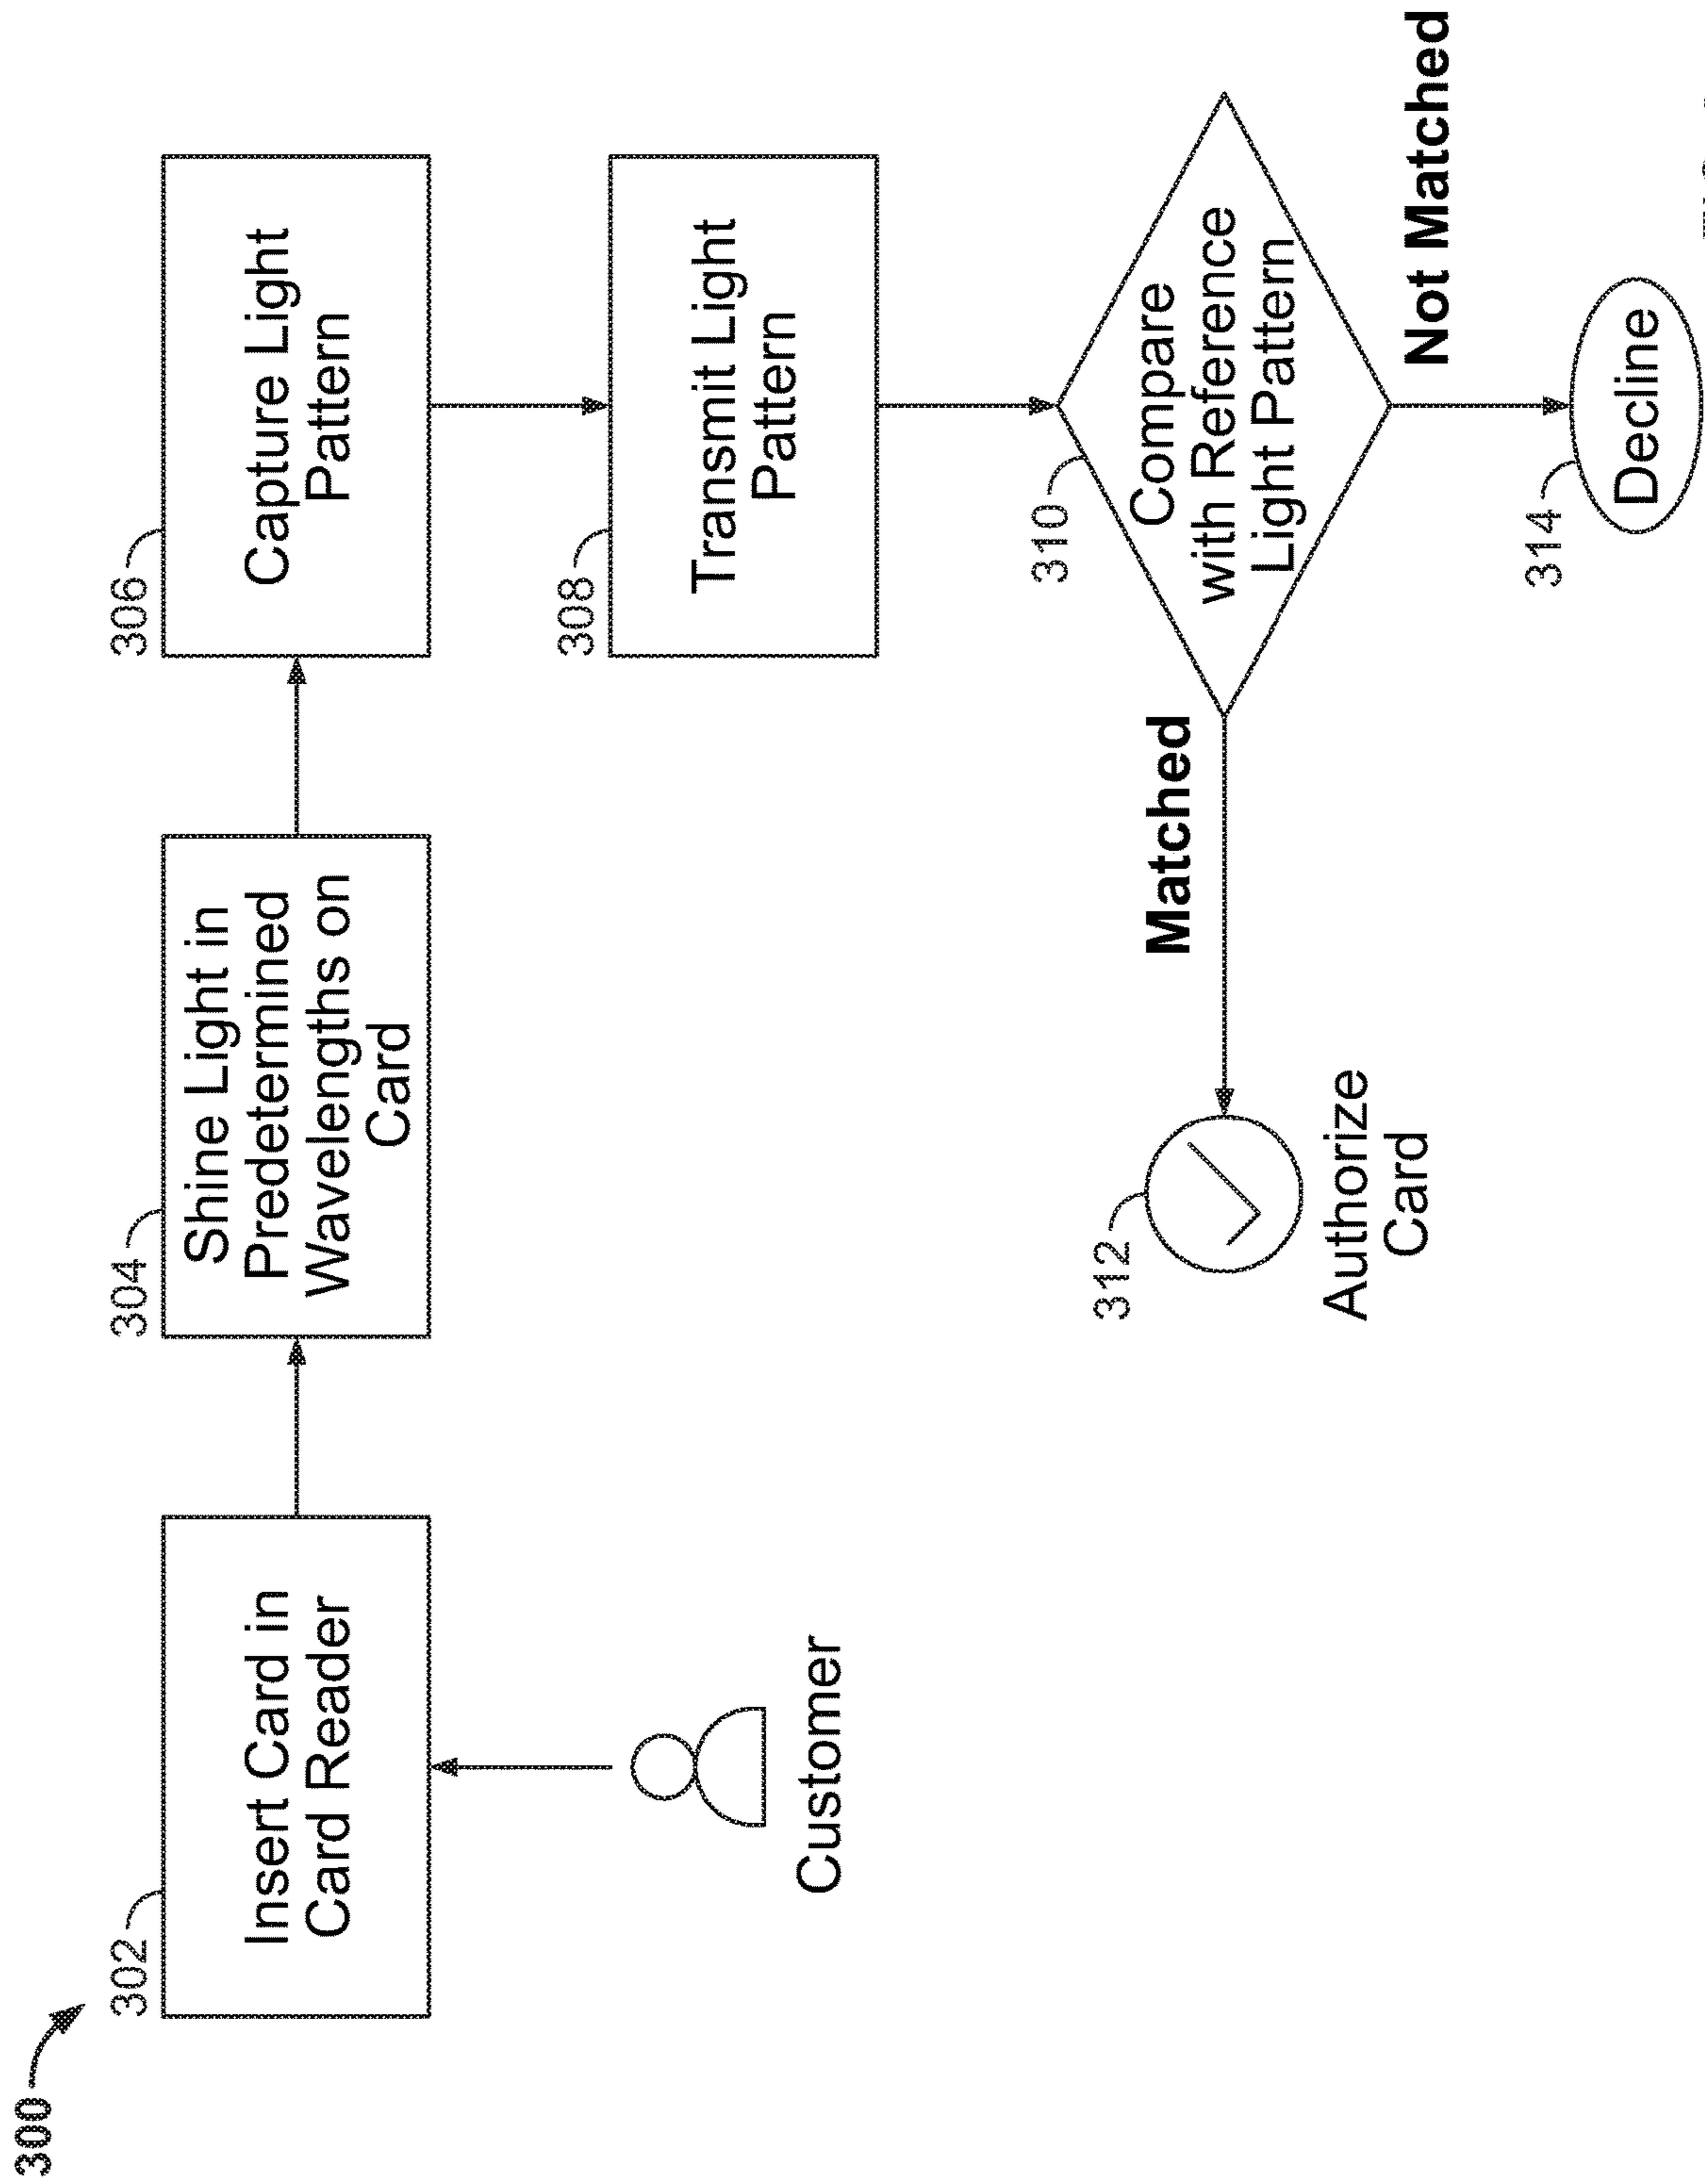 300
302
Insert Card in
Card Reader
Customer
304
Shine Light in
Predetermined
Wavelengths on
Card
306
Capture Light
Pattern
308
Transmit Light
Pattern
310
Compare
with Reference
Light Pattern
Matched
312
Authorize
Card
Not Matched
314
Decline